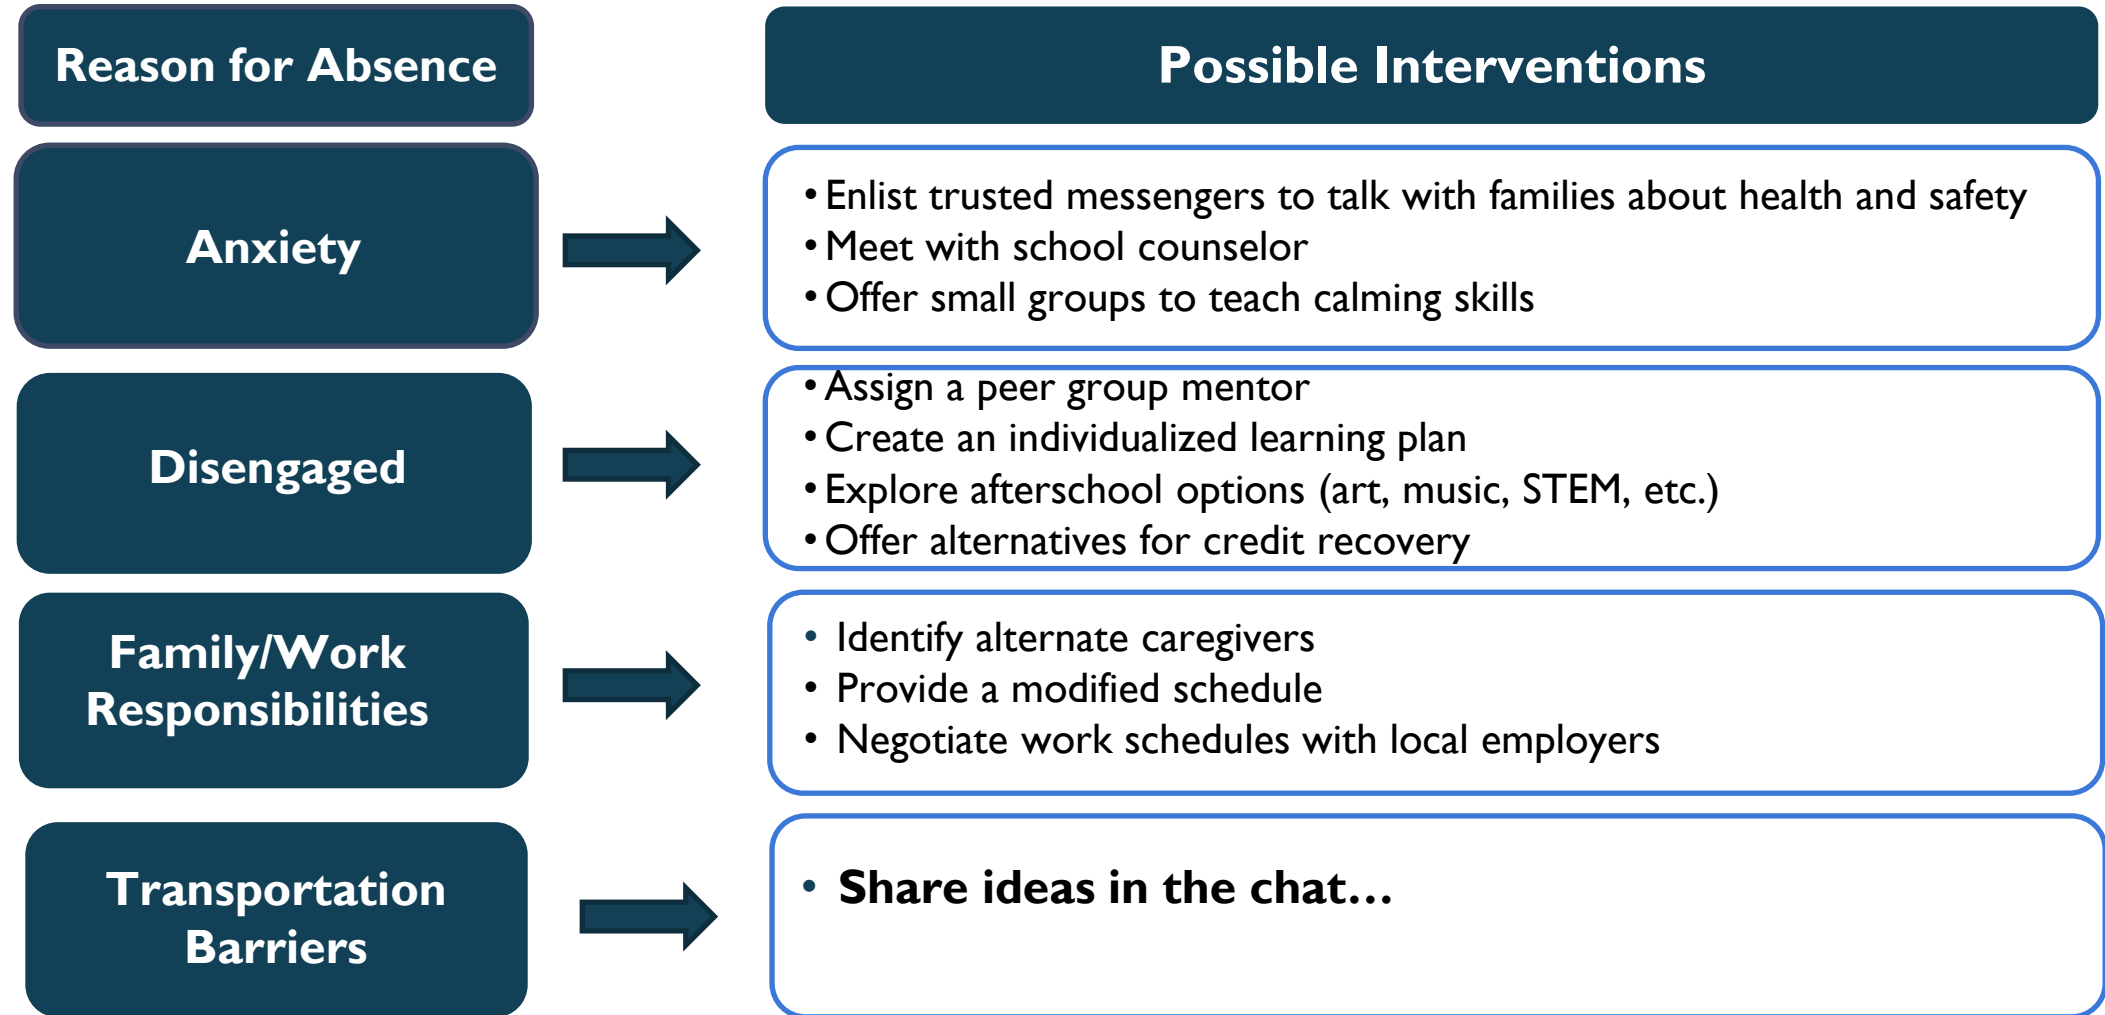 Reason for Absence
Possible Interventions
Anxiety
• Enlist trusted messengers to talk with families about health and safety
• Meet with school counselor
• Offer small groups to teach calming skills
Disengaged
• Assign a peer group mentor
• Create an individualized learning plan
• Explore afterschool options (art, music, STEM, etc.)
• Offer alternatives for credit recovery
Family/Work
Responsibilities
• Identify alternate caregivers
• Provide a modified schedule
• Negotiate work schedules with local employers
Transportation
Barriers
• Share ideas in the chat…